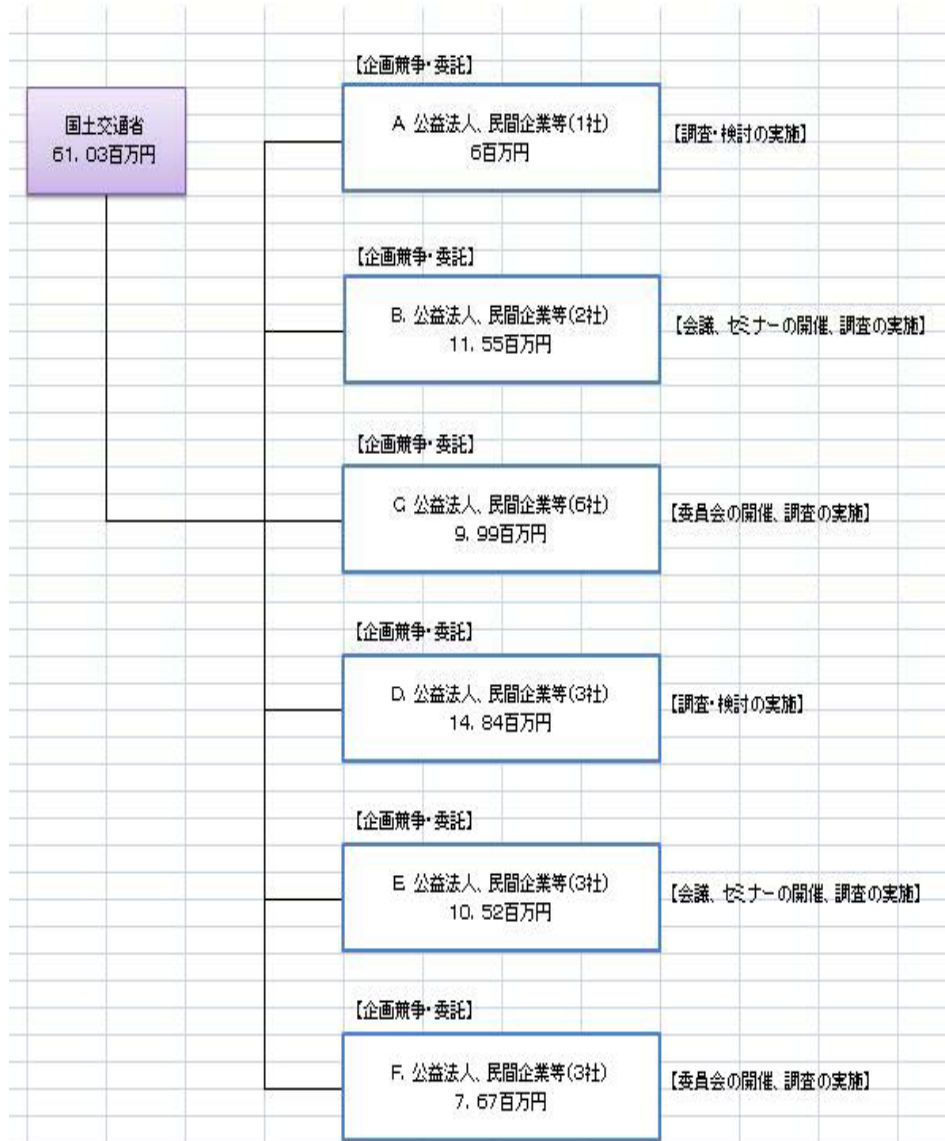 国土交通省
61. 03百万円
【企画競争・委託】
A 公益法人、民間企業等(1社)
6百万円
【調査・検討の実施】
【企画競争・委託】
B. 公益法人、民間企業等(2社)
11. 55百万円
【会議、セミナーの開催、調査の実施】
【企画競争・委託】
C 公益法人、民間企業等(6社)
9. 99百万円
【委員会の開催、調査の実施】
【企画競争・委託】
D. 公益法人、民間企業等(3社)
14. 84百万円
【調査・検討の実施】
【企画競争・委託】
E 公益法人、民間企業等(3社)
10. 52百万円
【会議、セミナーの開催、調査の実施】
【企画競争・委託】
F. 公益法人、民間企業等(3社)
7. 67百万円
【委員会の開催、調査の実施】